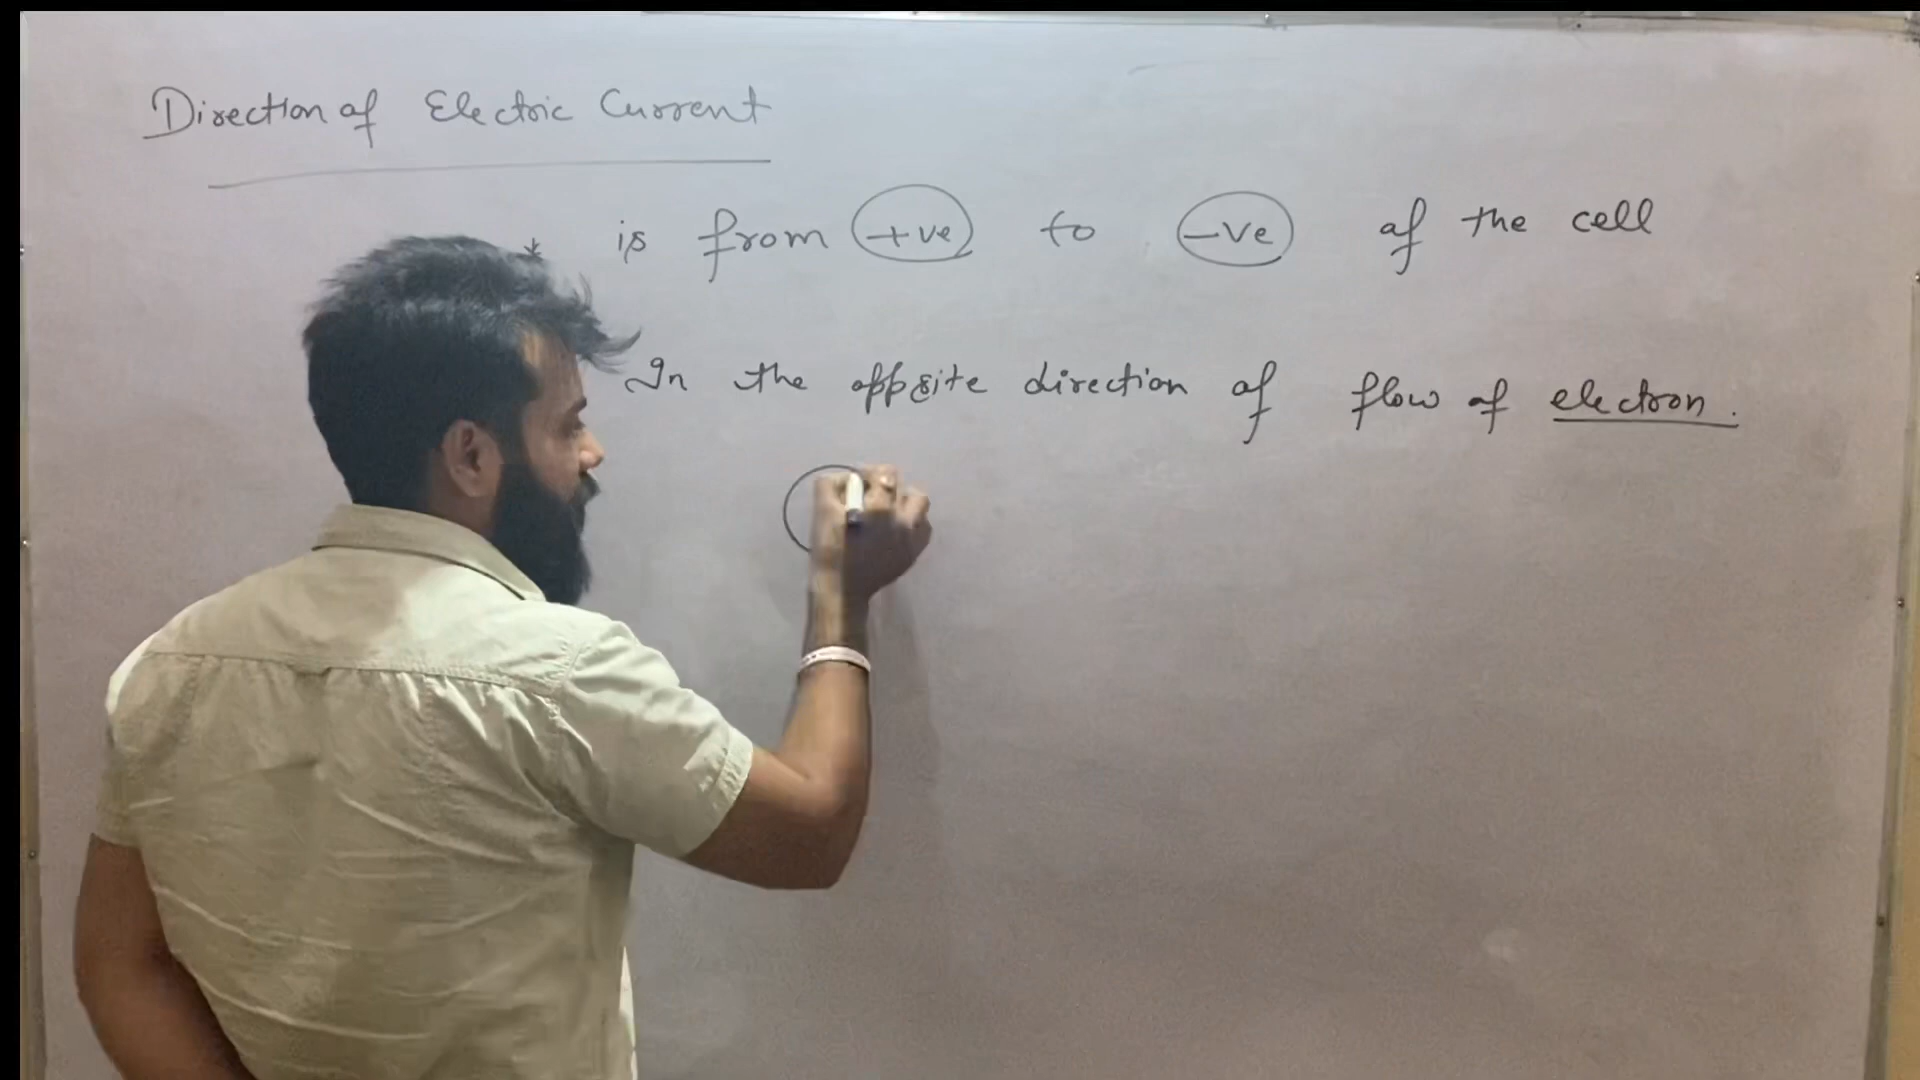 Direction of Electric Current
* is from +ve to -ve of the cell
In the oppsite direction of flow of electron.